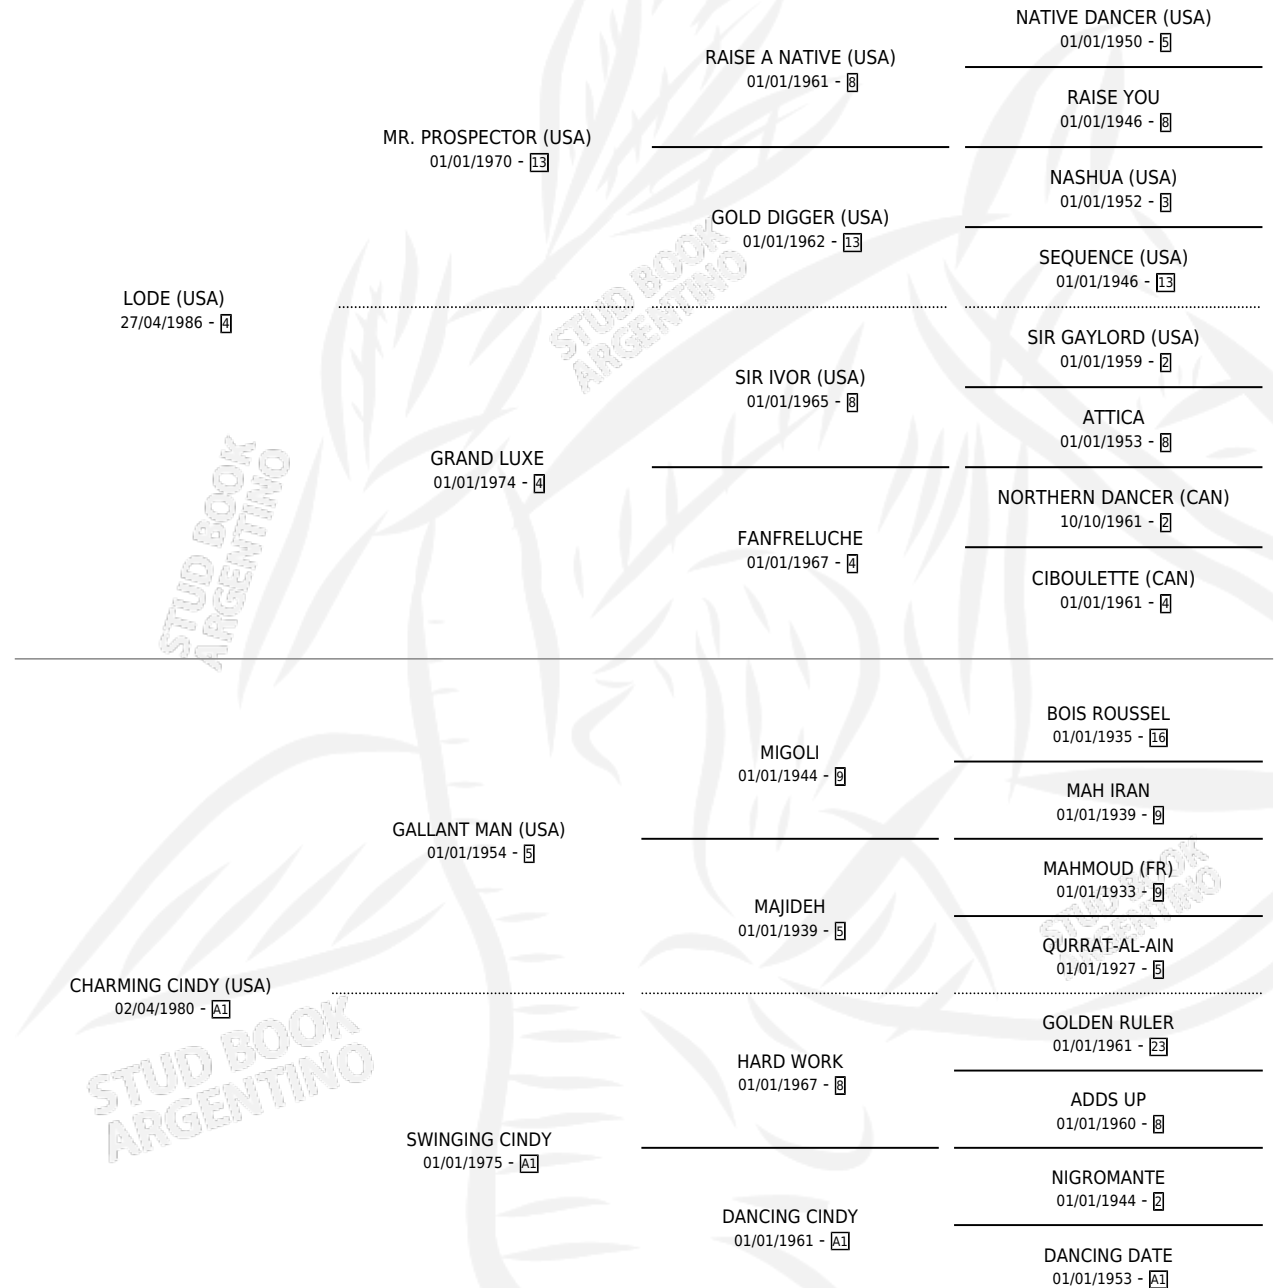 NATIVE DANCER (USA)
01/01/1950 - 5
RAISE A NATIVE (USA)
01/01/1961 - 8
RAISE YOU
01/01/1946 - 8
MR. PROSPECTOR (USA)
01/01/1970 - 13
NASHUA (USA)
01/01/1952 - 3
GOLD DIGGER (USA)
01/01/1962 - 13
SEQUENCE (USA)
01/01/1946 - 13
LODE (USA)
27/04/1986 - 4
STUD BOOK
ARGENTINO
SIR GAYLORD (USA)
01/01/1959 - 2
SIR IVOR (USA)
01/01/1965 - 8
ATTICA
01/01/1953 - 8
GRAND LUXE
01/01/1974 - 4
STUD BOOK
ARGENTINO
NORTHERN DANCER (CAN)
10/10/1961 - 2
FANFRELUCHE
01/01/1967 - 4
CIBOULETTE (CAN)
01/01/1961 - 4
BOIS ROUSSEL
01/01/1935 - 16
MIGOLI
01/01/1944 - 9
MAH IRAN
01/01/1939 - 9
GALLANT MAN (USA)
01/01/1954 - 5
MAHMOUD (FR)
01/01/1933 - 9
STUD BOOK
ARGENTINO
MAJIDEH
01/01/1939 - 5
QURRAT-AL-AIN
01/01/1927 - 5
CHARMING CINDY (USA)
02/04/1980 - A1
STUD BOOK
ARGENTINO
GOLDEN RULER
01/01/1961 - 23
HARD WORK
01/01/1967 - 8
ADDS UP
01/01/1960 - 8
SWINGING CINDY
01/01/1975 - A1
NIGROMANTE
01/01/1944 - 2
DANCING CINDY
01/01/1961 - A1
DANCING DATE
01/01/1953 - A1